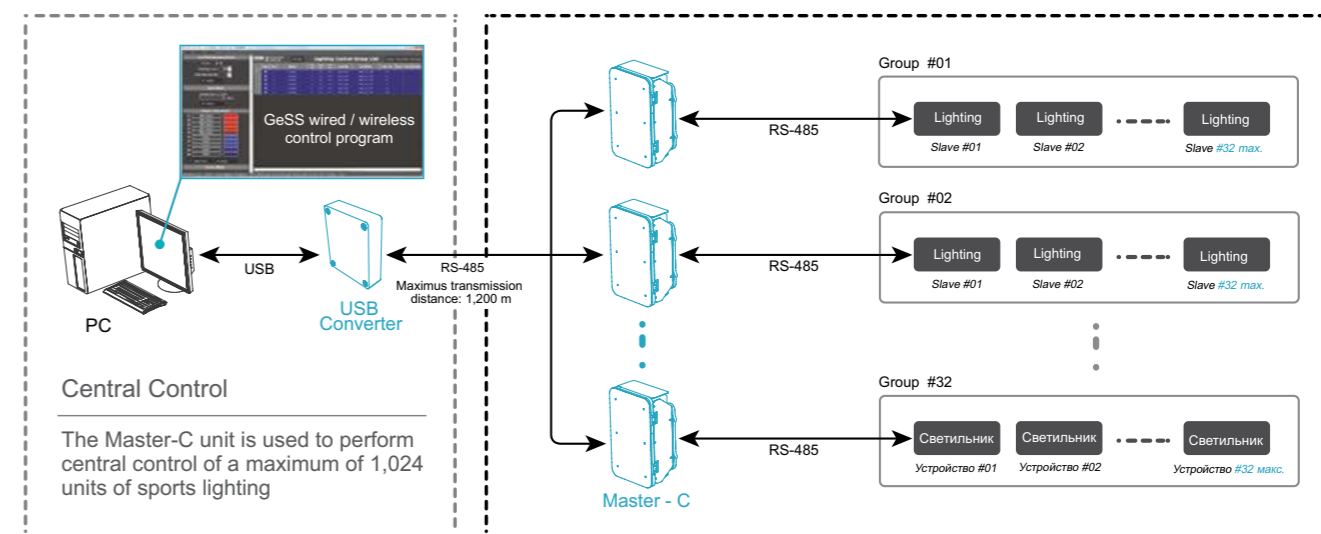 Lighting Control Group List
GeSS wired / wireless
control program
PC
USB
USB
Converter
RS-485
Maximus transmission
distance: 1,200 m
Central Control
The Master-C unit is used to perform
central control of a maximum of 1,024
units of sports lighting
Master - C
RS-485
Group #01
Lighting
Lighting
Lighting
Slave #01
Slave #02
Slave #32 max.
RS-485
Group #02
Lighting
Lighting
Lighting
Slave #01
Slave #02
Slave #32 max.
RS-485
Group #32
Светильник
Светильник
Светильник
Устройство #01
Устройство #02
Устройство #32 макс.